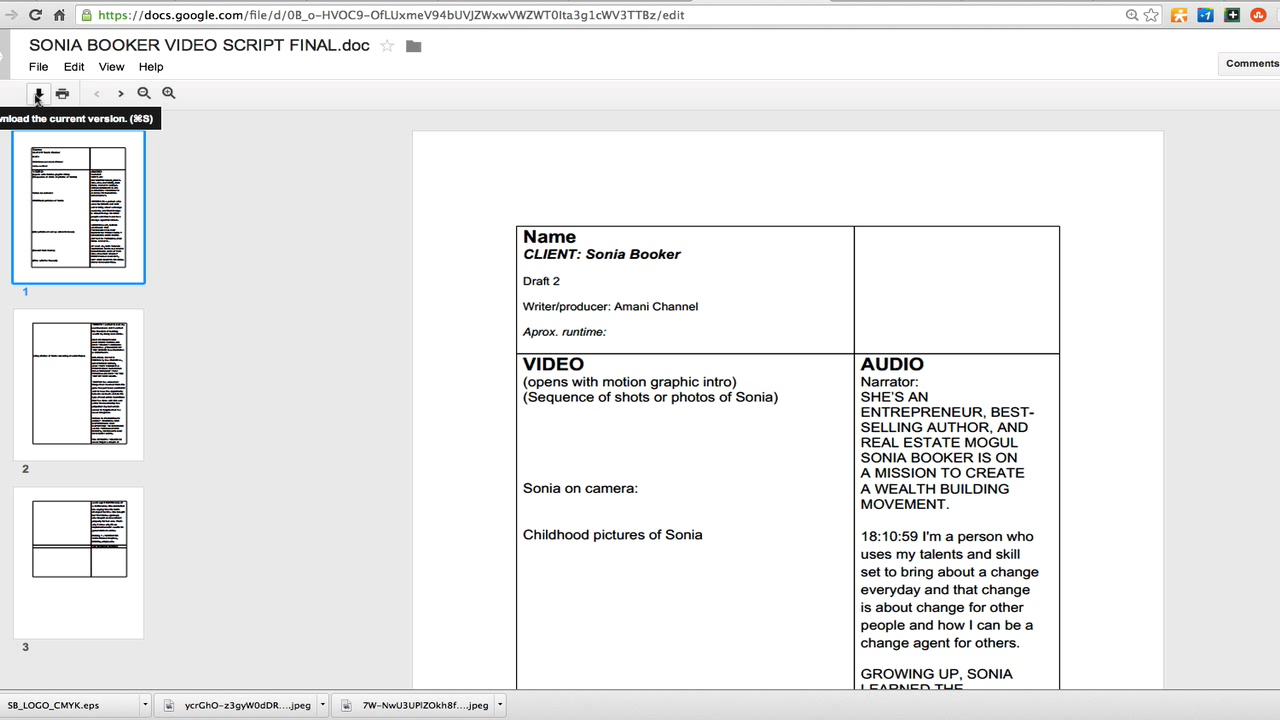 https://docs.google.com/file/d/0B_o-HVOC9-OfLUxmeV94bUVJZWxwVWZWT0lta3g1cWV3TTBz/edit
SONIA BOOKER VIDEO SCRIPT FINAL.doc
File Edit View Help
Comments
wnload the current version. (⌘S)
1
2
3
Name
CLIENT: Sonia Booker
Draft 2
Writer/producer: Amani Channel
Aprox. runtime:
VIDEO
(opens with motion graphic intro)
(Sequence of shots or photos of Sonia)
Sonia on camera:
Childhood pictures of Sonia
AUDIO
Narrator:
SHE'S AN
ENTREPRENEUR, BEST-
SELLING AUTHOR, AND
REAL ESTATE MOGUL
SONIA BOOKER IS ON
A MISSION TO CREATE
A WEALTH BUILDING
MOVEMENT.
18:10:59 I'm a person who
uses my talents and skill
set to bring about a change
everyday and that change
is about change for other
people and how I can be a
change agent for others.
GROWING UP, SONIA
LEARNED THE
SB_LOGO_CMYK.eps
ycrGhO-z3gyW0dDR....jpeg
7W-NwU3UPlZOkh8f....jpeg